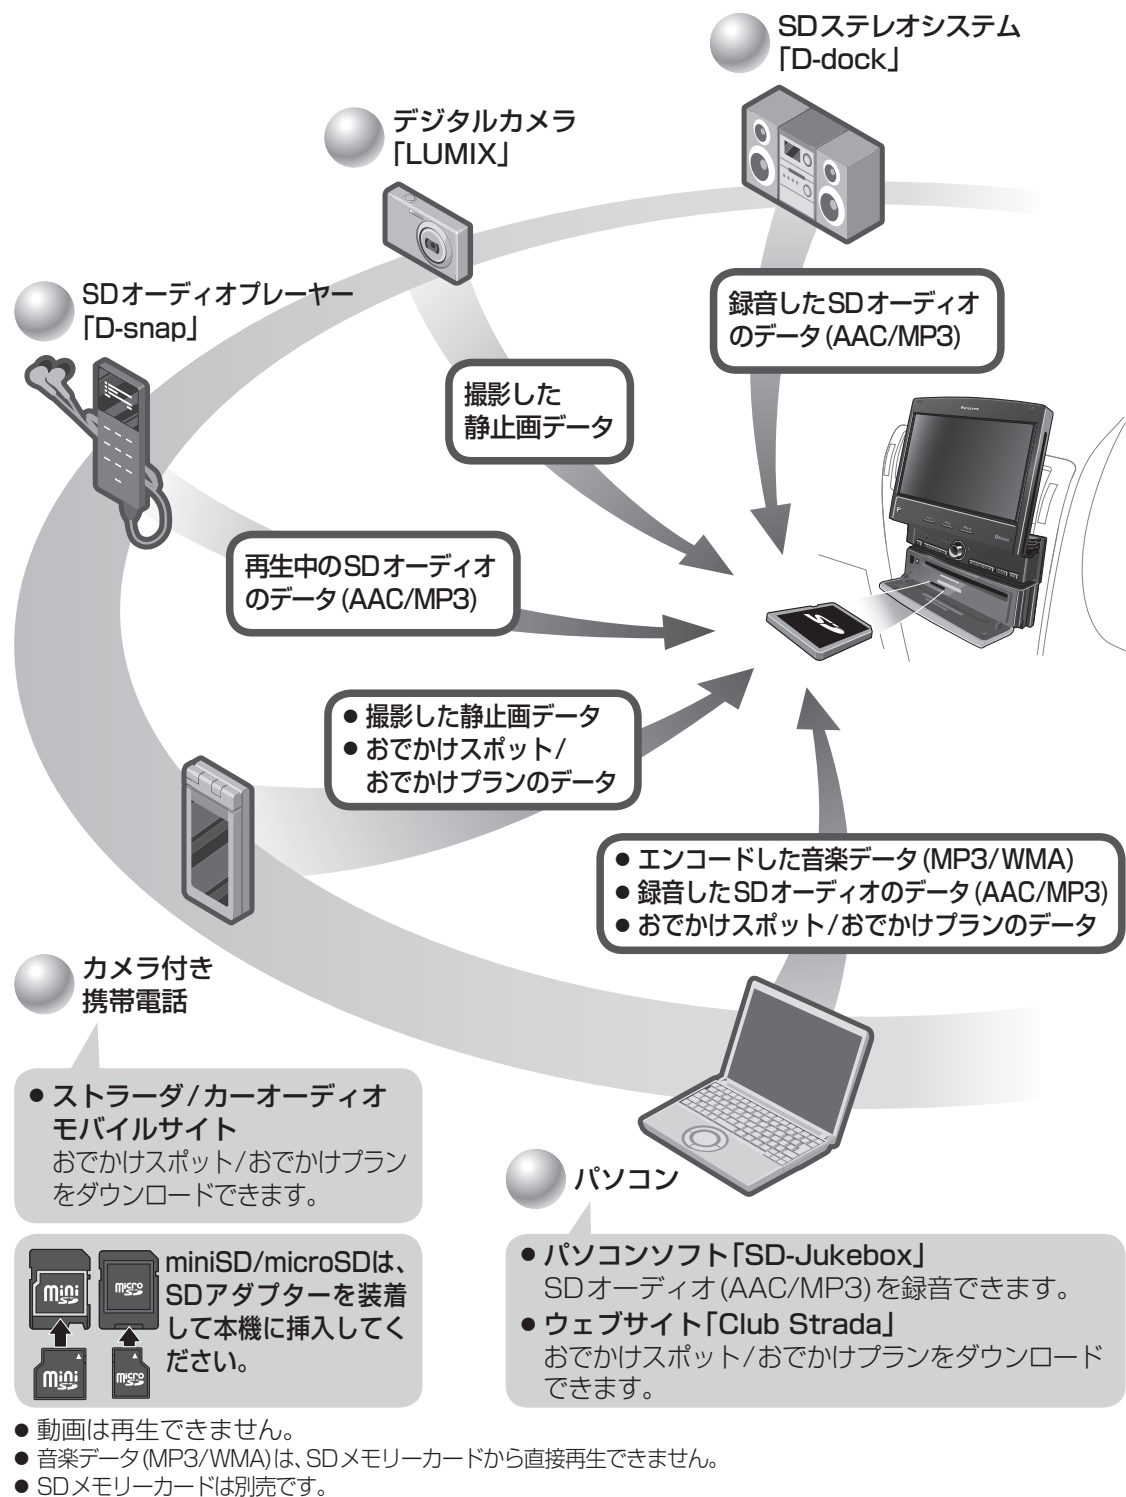 SDステレオシステム
「D-dock」
デジタルカメラ
「LUMIX」
SDオーディオプレーヤー
「D-snap」
録音したSDオーディオ
のデータ(AAC/MP3)
撮影した
静止画データ
Panasonic
再生中のSDオーディオ
のデータ(AAC/MP3)
SD
● 撮影した静止画データ
● おでかけスポット/
おでかけプランのデータ
● エンコードした音楽データ(MP3/WMA)
● 録音したSDオーディオのデータ(AAC/MP3)
● おでかけスポット/おでかけプランのデータ
カメラ付き
携帯電話
● ストラーダ/カーオーディオ
モバイルサイト
おでかけスポット/おでかけプラン
をダウンロードできます。
パソコン
mini SD
micro SD
mini SD
micro SD
miniSD/microSDは、
SDアダプターを装着
して本機に挿入してく
ださい。
● パソコンソフト「SD-Jukebox」
SDオーディオ(AAC/MP3)を録音できます。
● ウェブサイト「Club Strada」
おでかけスポット/おでかけプランをダウンロード
できます。
● 動画は再生できません。
● 音楽データ(MP3/WMA)は、SDメモリーカードから直接再生できません。
● SDメモリーカードは別売です。